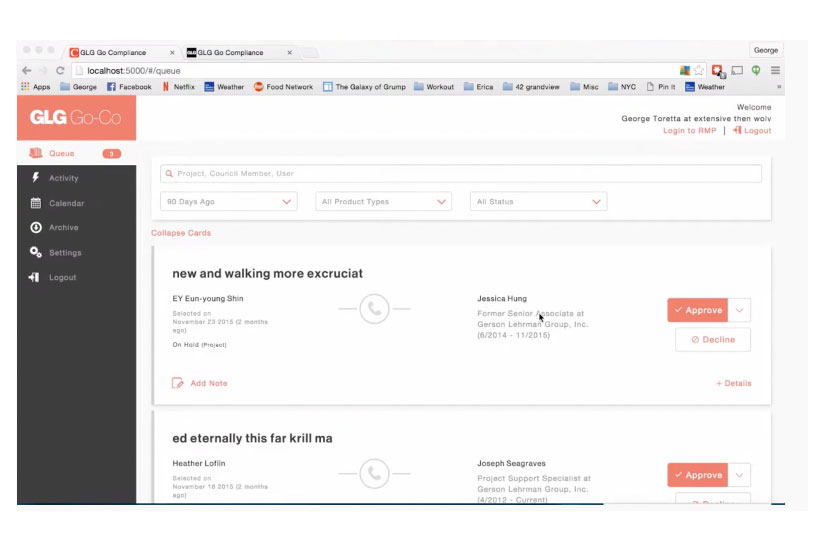 George
GLG Go Compliance
GLG Go Compliance
localhost:5000/#/queue
Apps George Facebook Netflix Weather Food Network The Galaxy of Grump Workout Erica 42 grandview Misc NYC Pin It Weather »
GLG Go-Co
Welcome
George Toretta at extensive then wolv
Login to RMP | Logout
Queue 3
Activity
Calendar
Archive
Settings
Logout
Project, Council Member, User
90 Days Ago All Product Types All Status
Collapse Cards
new and walking more excruciat
EY Eun-young Shin
Selected on
November 23 2015 (2 months
ago)
On Hold (Project)
Jessica Hung
Former Senior Associate at
Gerson Lehrman Group, Inc.
(6/2014 - 11/2015)
Approve
Decline
Add Note
+ Details
ed eternally this far krill ma
Heather Loflin
Selected on
November 18 2015 (2 months
ago)
Joseph Seagraves
Project Support Specialist at
Gerson Lehrman Group, Inc.
(4/2012 - Current)
Approve